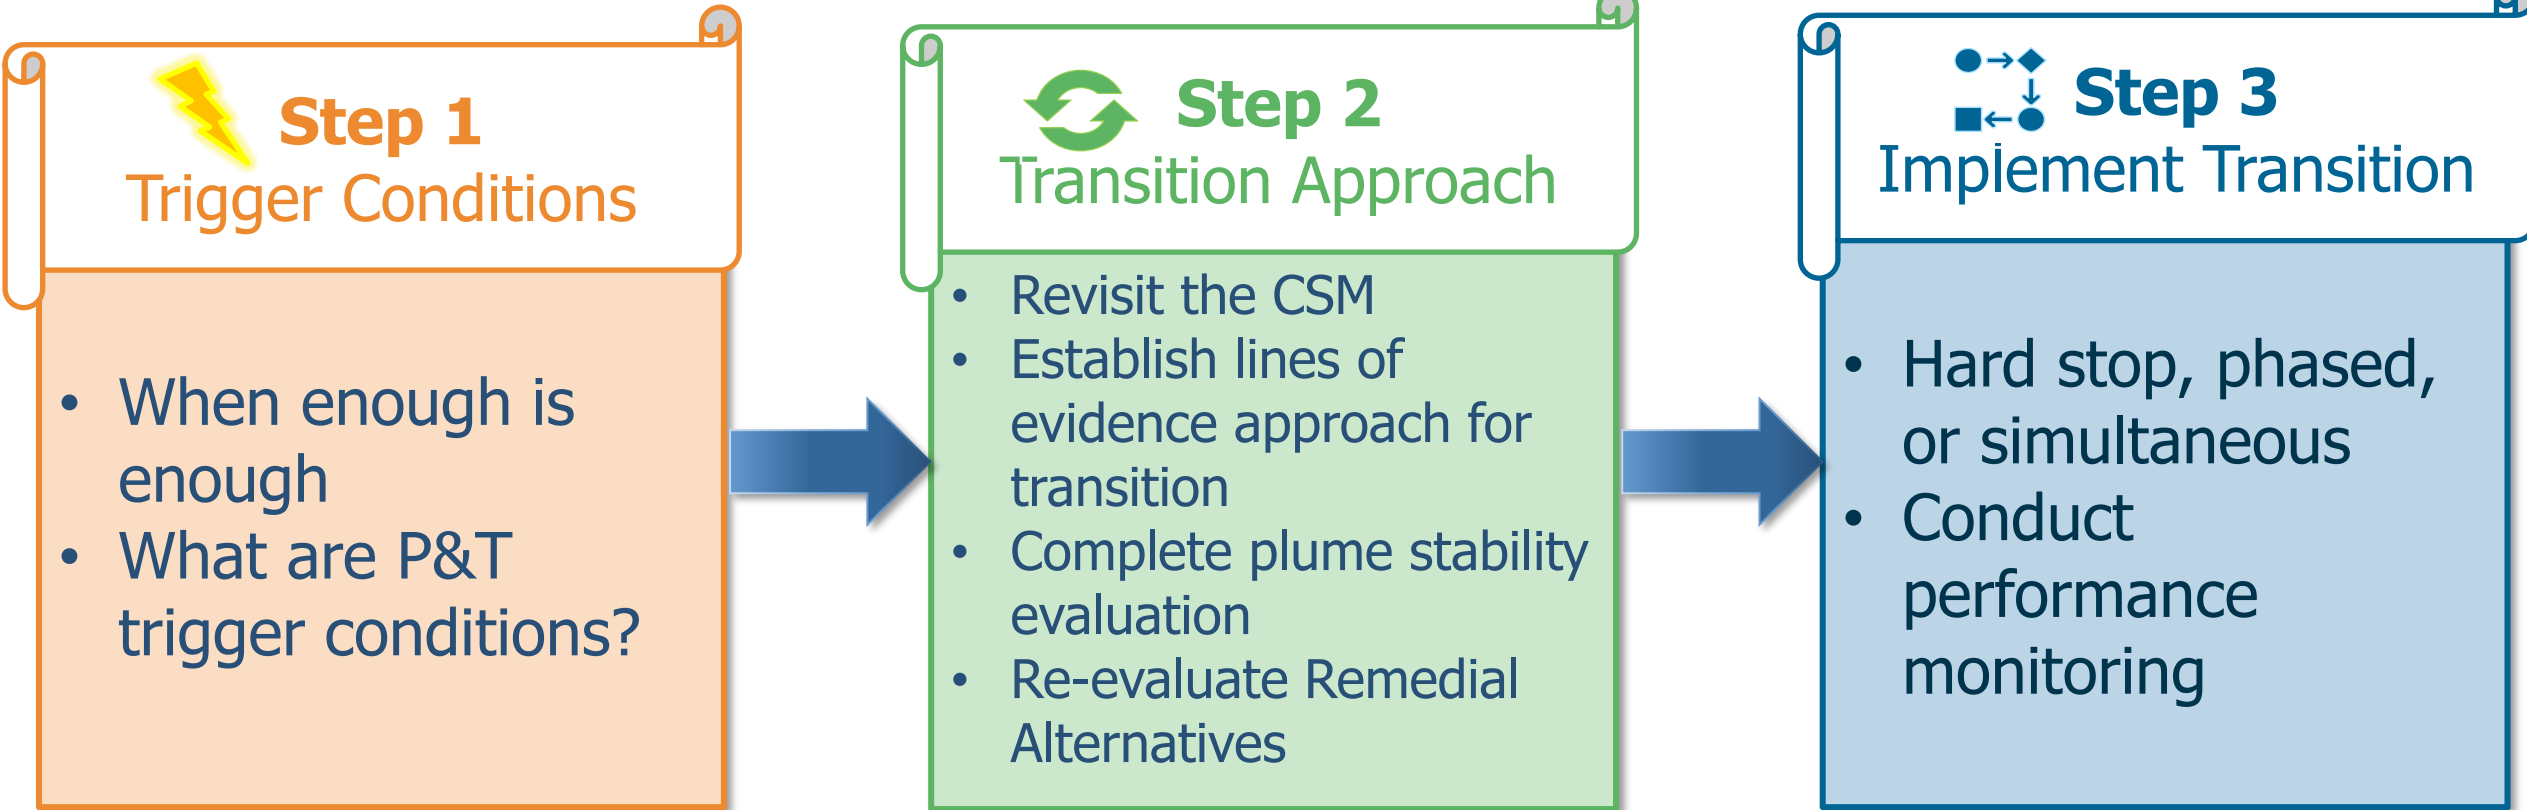 Step 1
Trigger Conditions
• When enough is
enough
• What are P&T
trigger conditions?
Step 2
Transition Approach
• Revisit the CSM
• Establish lines of
evidence approach for
transition
• Complete plume stability
evaluation
• Re-evaluate Remedial
Alternatives
Step 3
Implement Transition
• Hard stop, phased,
or simultaneous
• Conduct
performance
monitoring